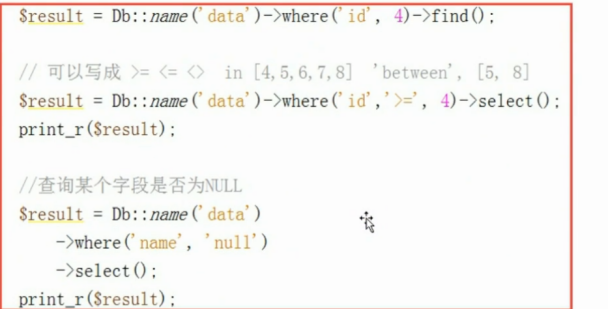 $result = Db::name('data')->where('id', 4)->find();
// 可以写成 >= <= <> in [4,5,6,7,8] 'between', [5, 8]
$result = Db::name('data')->where('id','>=', 4)->select();
print_r($result);
//查询某个字段是否为NULL
$result = Db::name('data')
->where('name', 'null')
->select();
print_r($result);